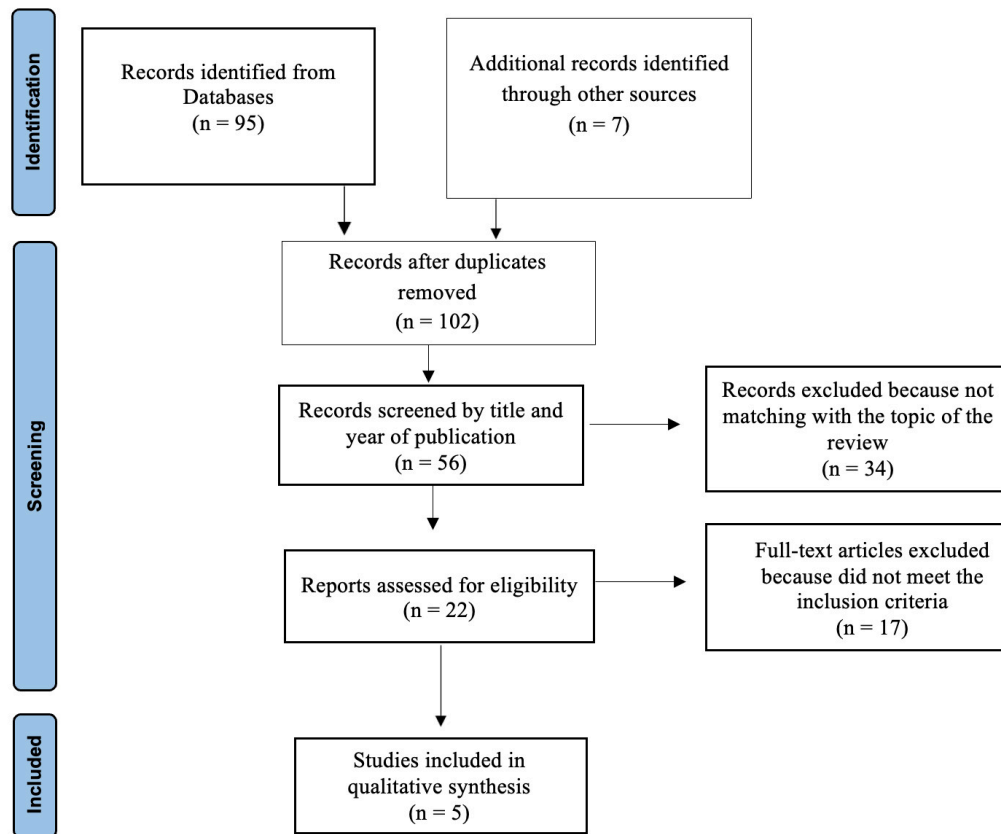 Identification
Records identified from
Databases
(n = 95)
Additional records identified
through other sources
(n = 7)
Screening
Records after duplicates
removed
(n = 102)
Records screened by title and
year of publication
(n = 56)
Records excluded because not
matching with the topic of the
review
(n = 34)
Reports assessed for eligibility
(n = 22)
Full-text articles excluded
because did not meet the
inclusion criteria
(n = 17)
Included
Studies included in
qualitative synthesis
(n = 5)